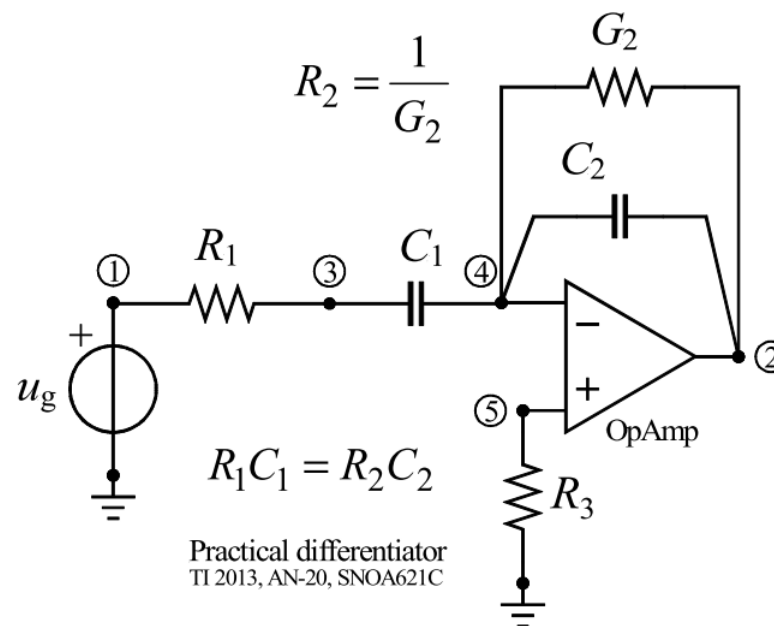 G₂
R₂ = 1/G₂
C₂
R₁
C₁
① ③ ④
−
+
u_g
②
+
⑤
OpAmp
R₁C₁ = R₂C₂
R₃
Practical differentiator
TI 2013, AN-20, SNOA621C